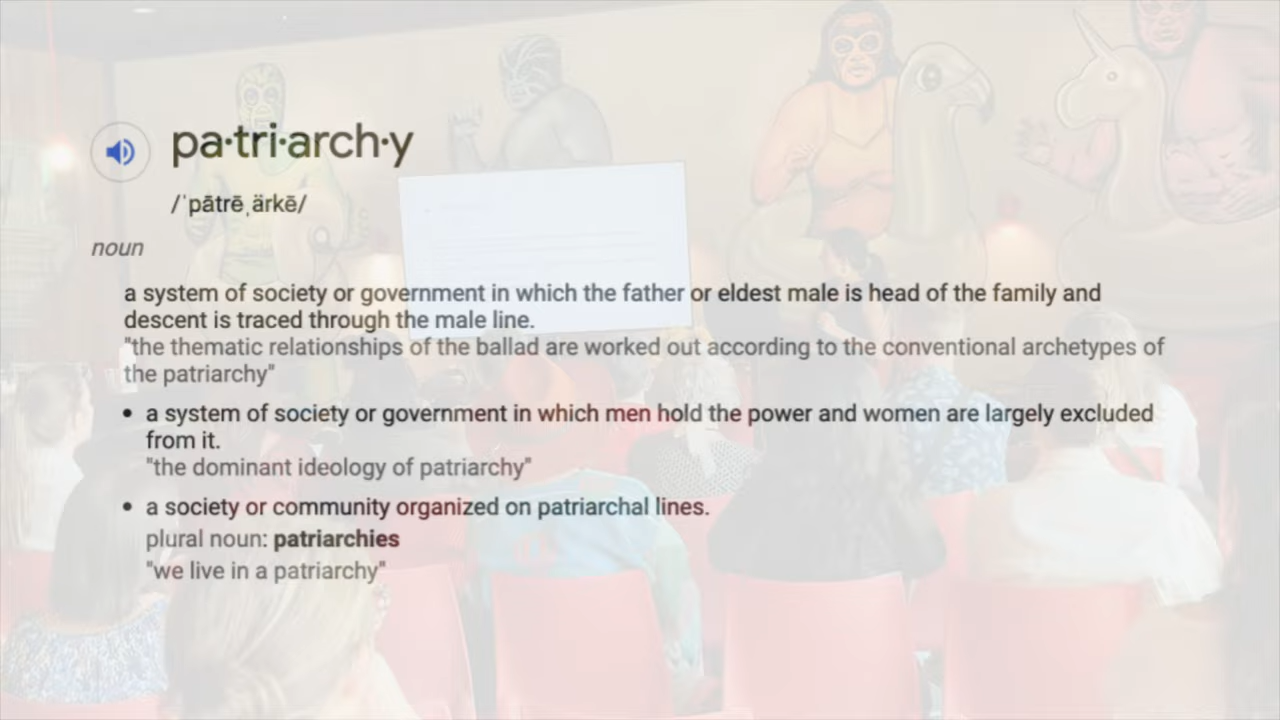 pa·tri·arch·y
/ˈpātrēˌärkē/
noun
a system of society or government in which the father or eldest male is head of the family and
descent is traced through the male line.
"the thematic relationships of the ballad are worked out according to the conventional archetypes of
the patriarchy"
• a system of society or government in which men hold the power and women are largely excluded
from it.
"the dominant ideology of patriarchy"
• a society or community organized on patriarchal lines.
plural noun: patriarchies
"we live in a patriarchy"